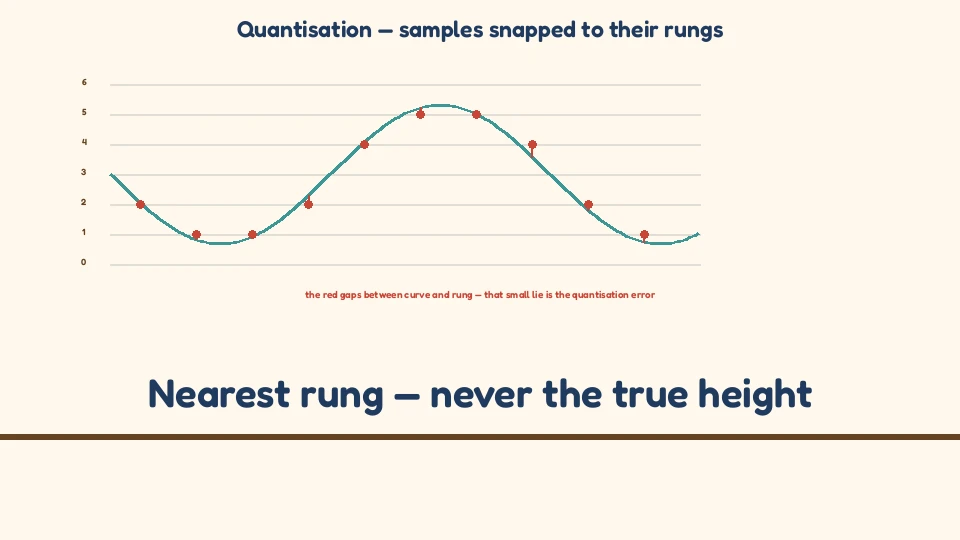 Quantisation — samples snapped to their rungs
6
5
4
3
2
1
0
the red gaps between curve and rung — that small lie is the quantisation error
Nearest rung — never the true height